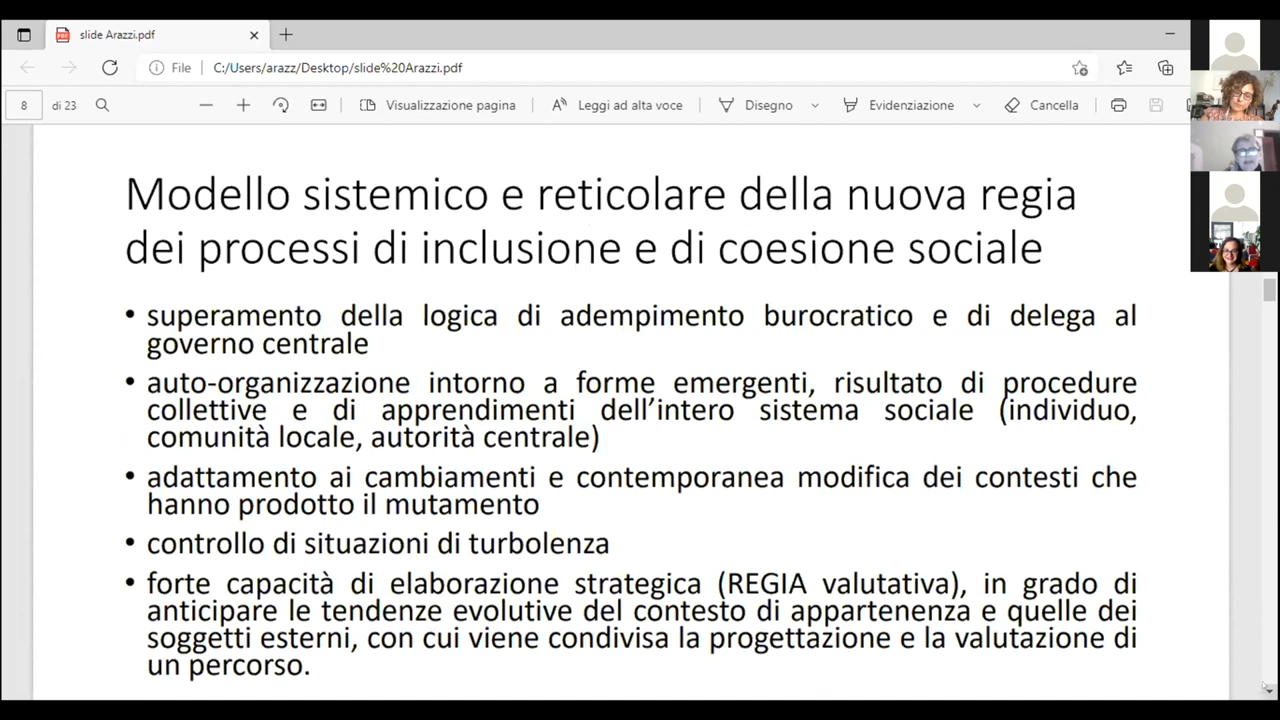 slide Arazzi.pdf
File C:/Users/arazz/Desktop/slide%20Arazzi.pdf
8 di 23 Visualizzazione pagina Leggi ad alta voce Disegno Evidenziazione Cancella
Modello sistemico e reticolare della nuova regia
dei processi di inclusione e di coesione sociale
• superamento della logica di adempimento burocratico e di delega al
governo centrale
• auto-organizzazione intorno a forme emergenti, risultato di procedure
collettive e di apprendimenti dell’intero sistema sociale (individuo,
comunità locale, autorità centrale)
• adattamento ai cambiamenti e contemporanea modifica dei contesti che
hanno prodotto il mutamento
• controllo di situazioni di turbolenza
• forte capacità di elaborazione strategica (REGIA valutativa), in grado di
anticipare le tendenze evolutive del contesto di appartenenza e quelle dei
soggetti esterni, con cui viene condivisa la progettazione e la valutazione di
un percorso.